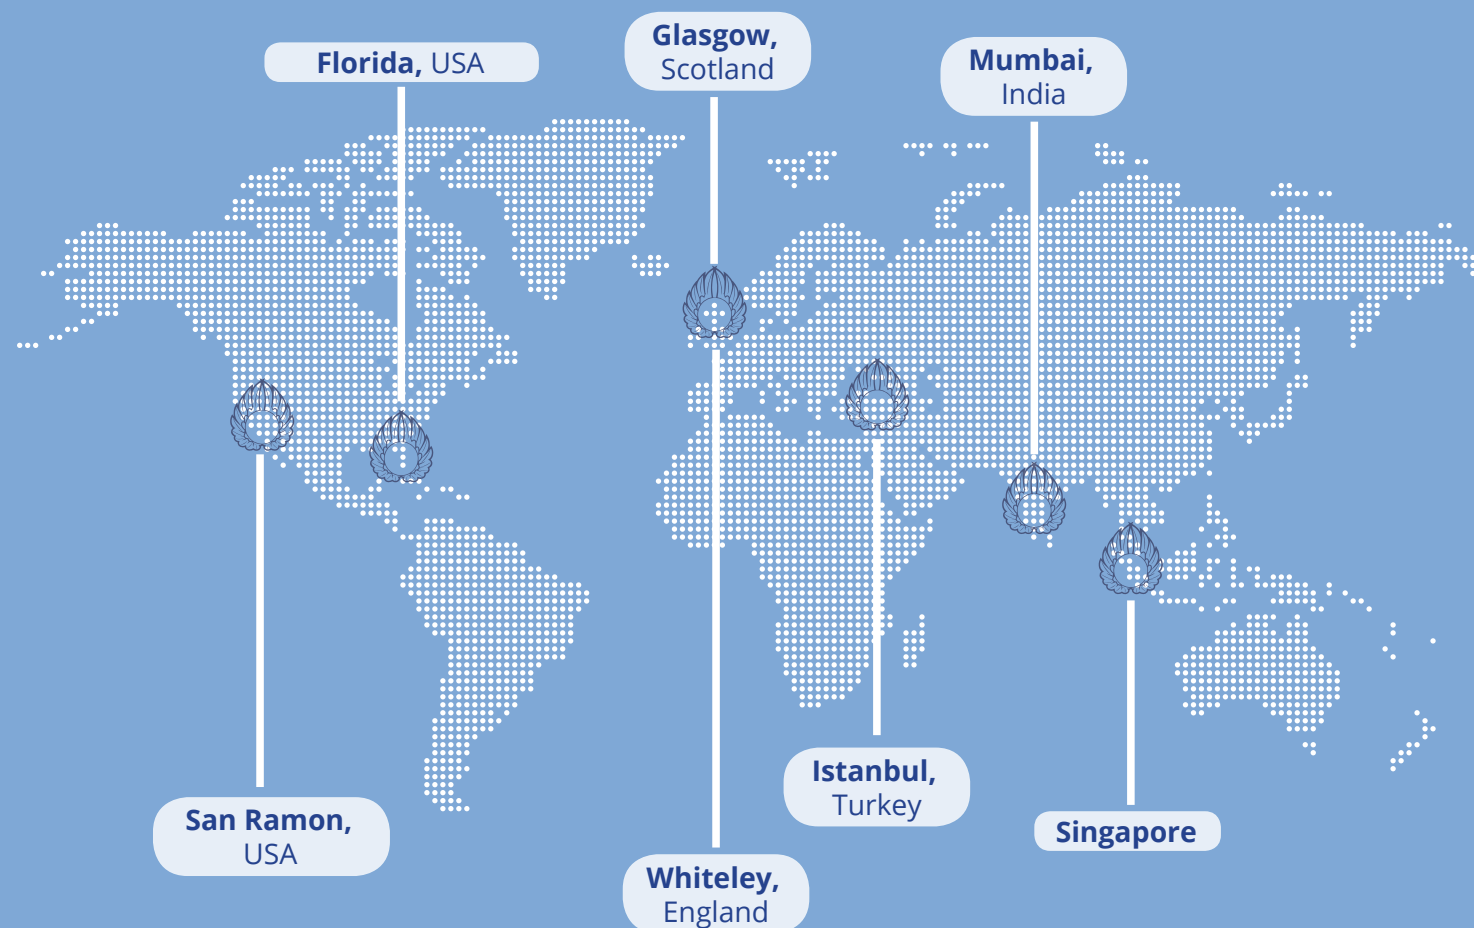 Florida, USA
Glasgow,
Scotland
Mumbai,
India
San Ramon,
USA
Whiteley,
England
Istanbul,
Turkey
Singapore